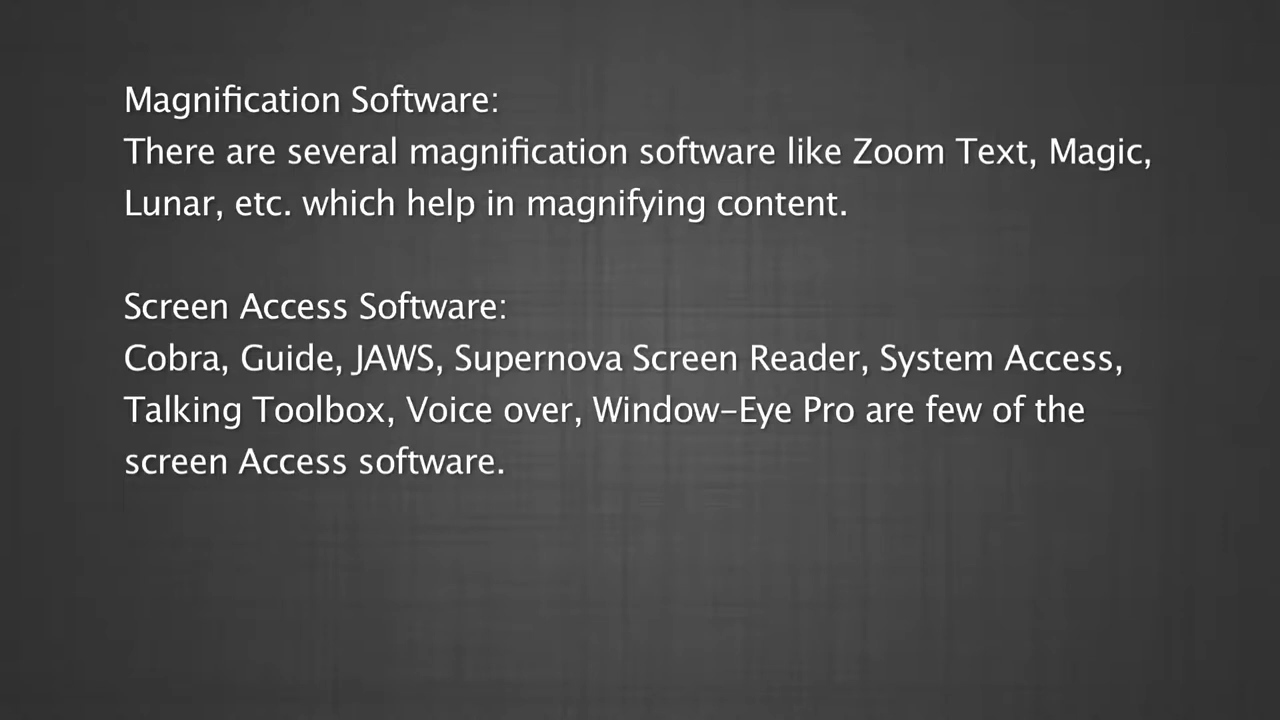 Magnification Software:
There are several magnification software like Zoom Text, Magic,
Lunar, etc. which help in magnifying content.
Screen Access Software:
Cobra, Guide, JAWS, Supernova Screen Reader, System Access,
Talking Toolbox, Voice over, Window-Eye Pro are few of the
screen Access software.